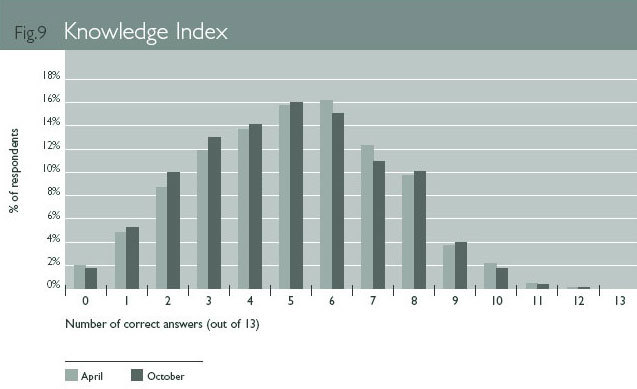 Fig.9 Knowledge Index
18%
16%
14%
12%
10%
8%
6%
4%
2%
0%
% of respondents
0 1 2 3 4 5 6 7 8 9 10 11 12 13
Number of correct answers (out of 13)
April October